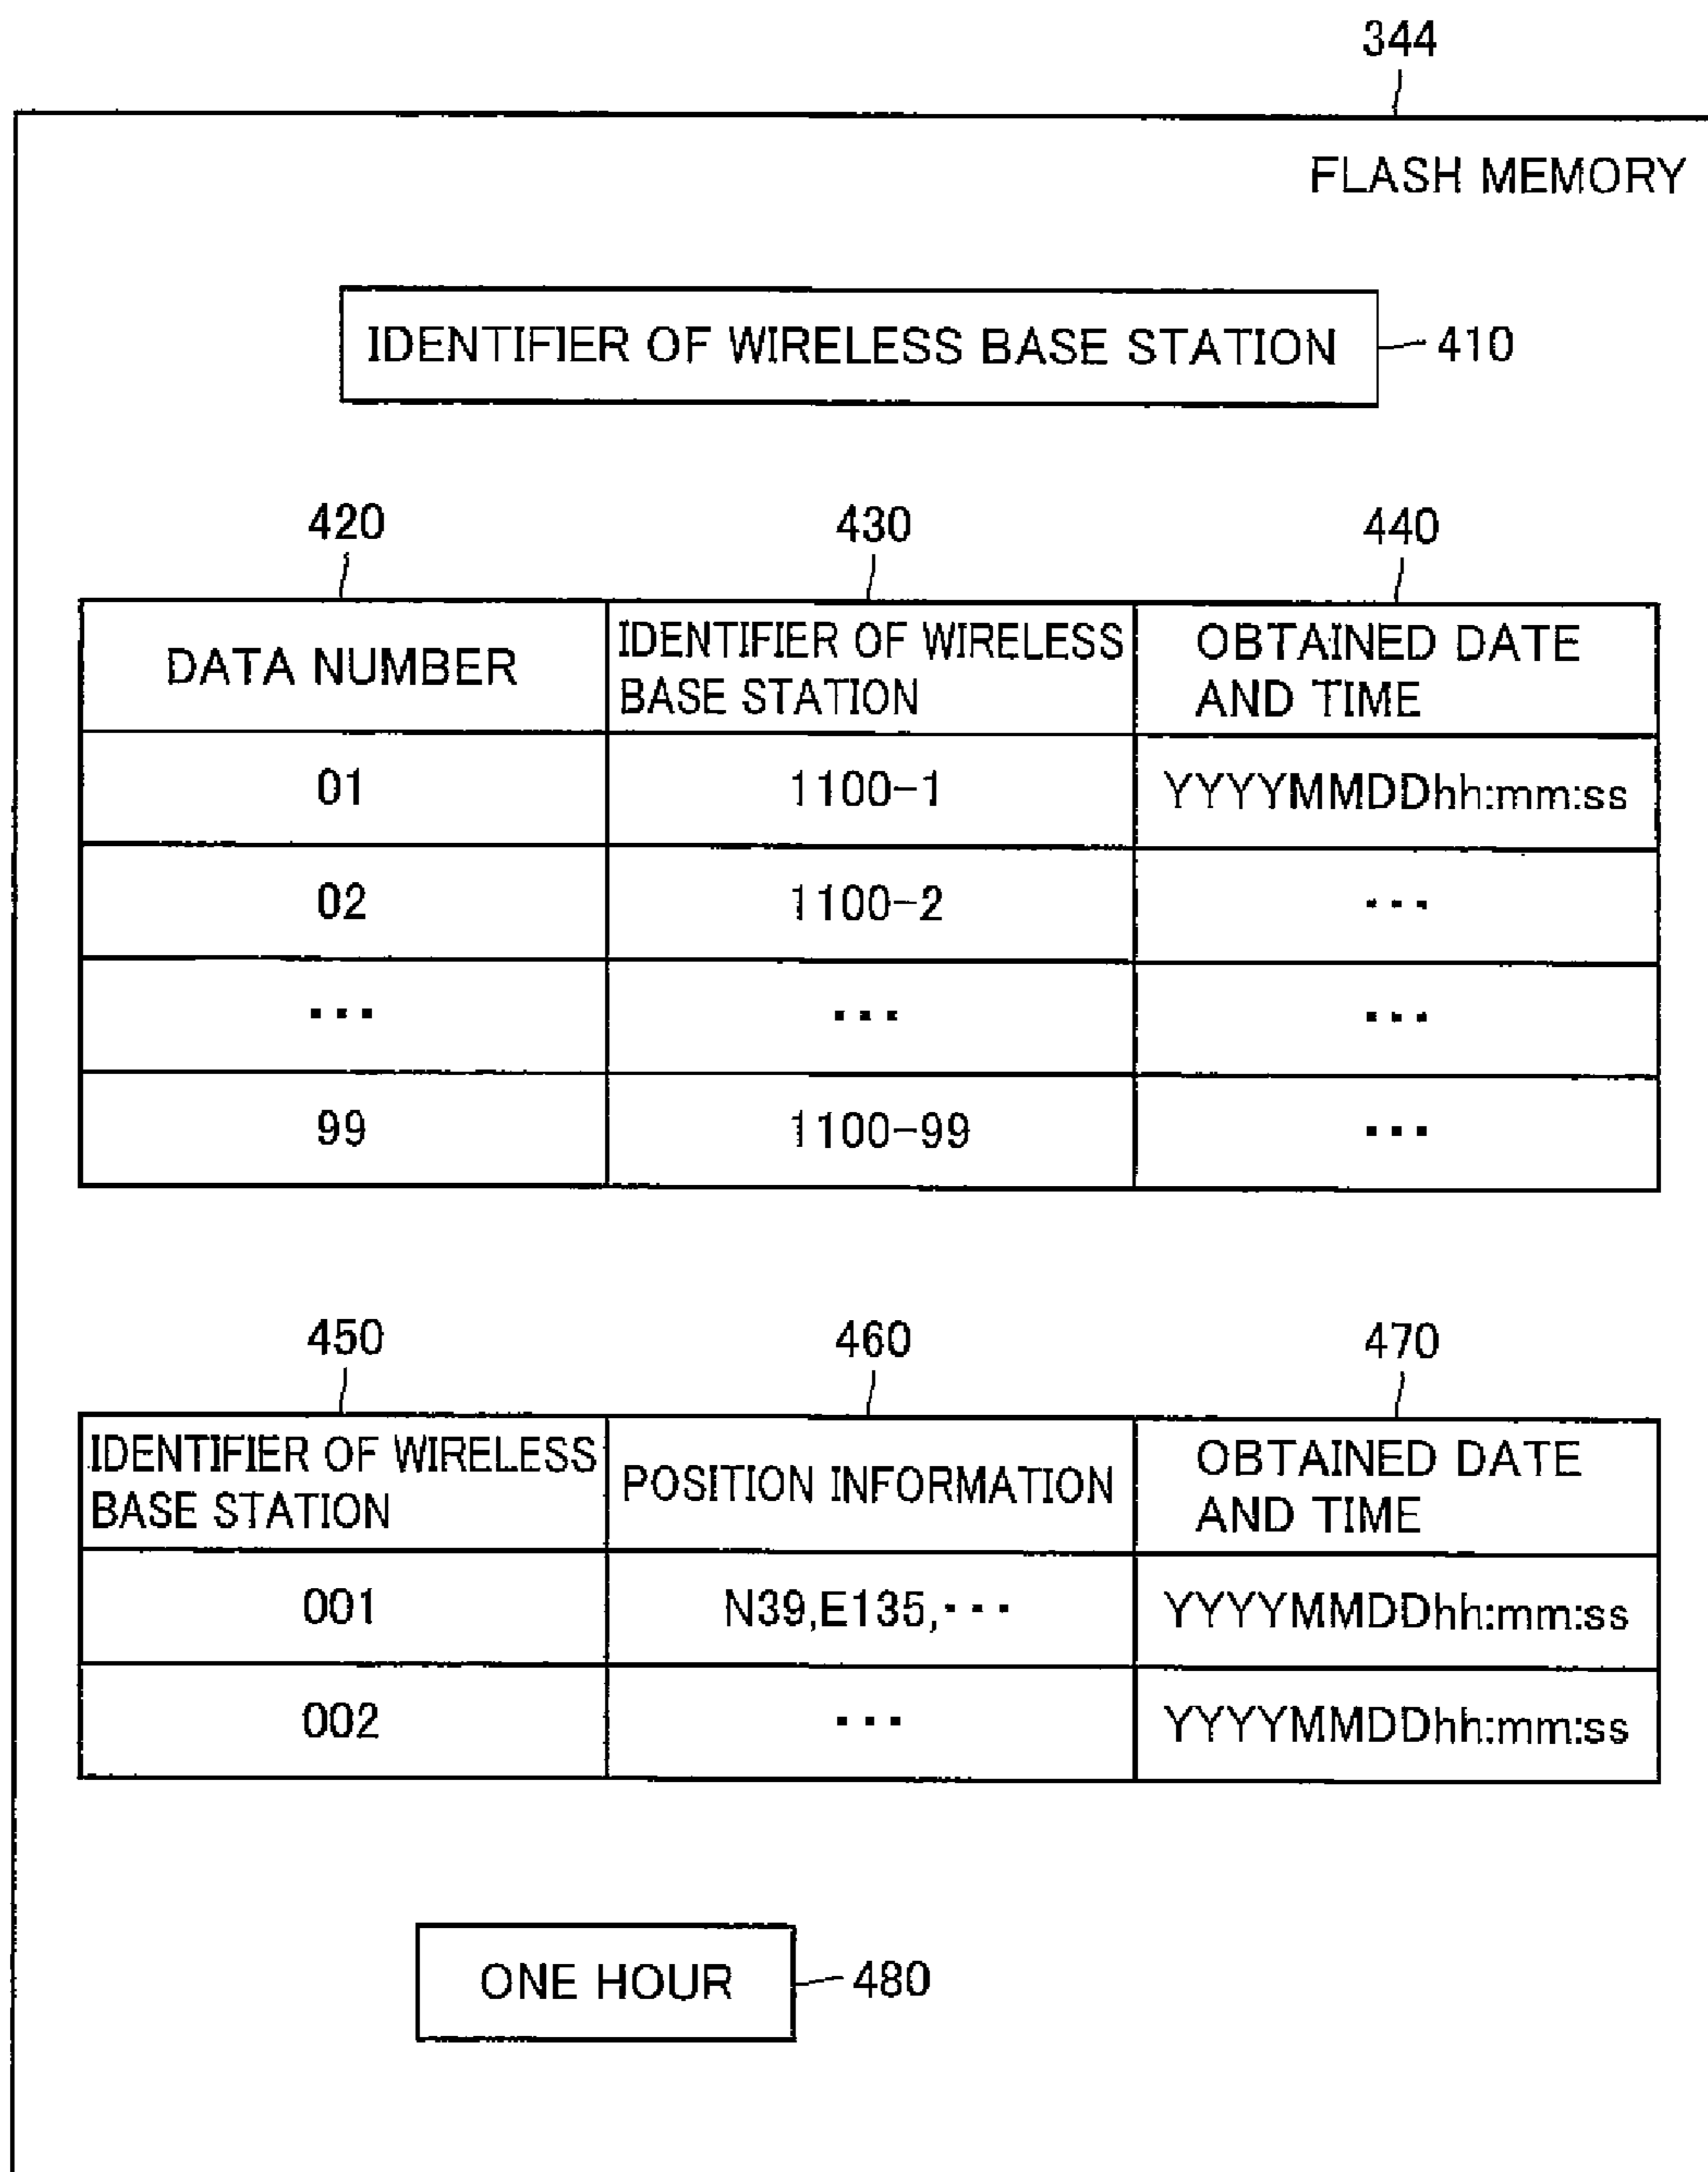 344
FLASH MEMORY
IDENTIFIER OF WIRELESS BASE STATION 410
420 430 440
DATA NUMBER IDENTIFIER OF WIRELESS BASE STATION OBTAINED DATE AND TIME
01 1100-1 YYYYMMDDhh:mm:ss
02 1100-2 ･･･
･･･ ･･･ ･･･
99 1100-99 ･･･
450 460 470
IDENTIFIER OF WIRELESS BASE STATION POSITION INFORMATION OBTAINED DATE AND TIME
001 N39,E135,･･･ YYYYMMDDhh:mm:ss
002 ･･･ YYYYMMDDhh:mm:ss
ONE HOUR 480